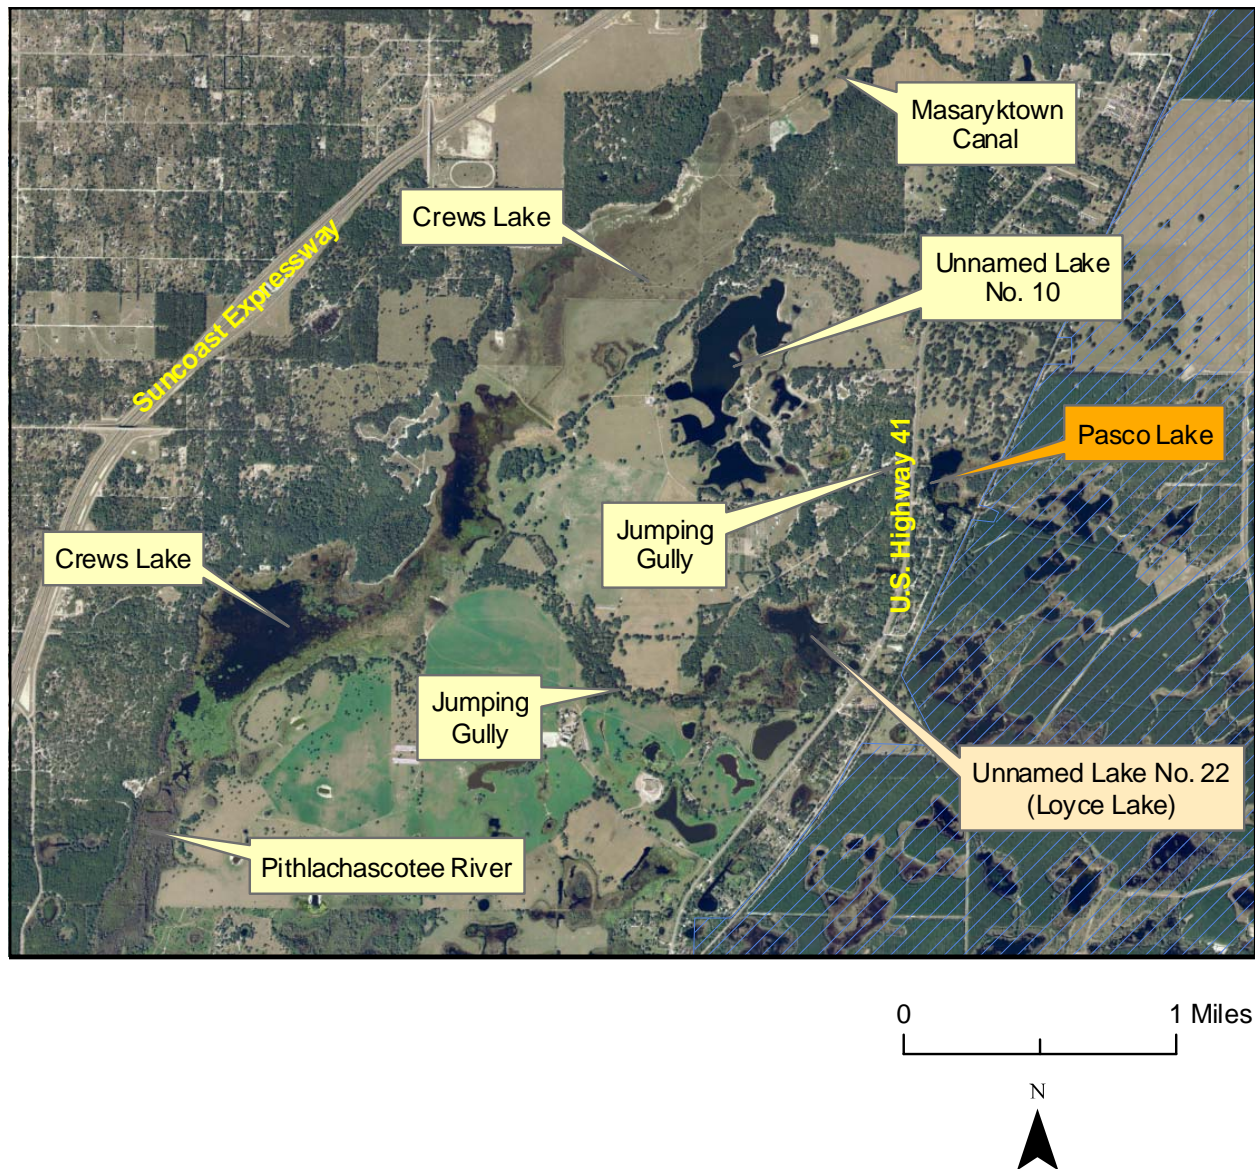 Masaryktown
Canal
Crews Lake
Unnamed Lake
No. 10
Suncoast Expressway
Pasco Lake
U.S. Highway 41
Jumping
Gully
Crews Lake
Jumping
Gully
Unnamed Lake No. 22
(Loyce Lake)
Pithlachascotee River
0
1 Miles
N